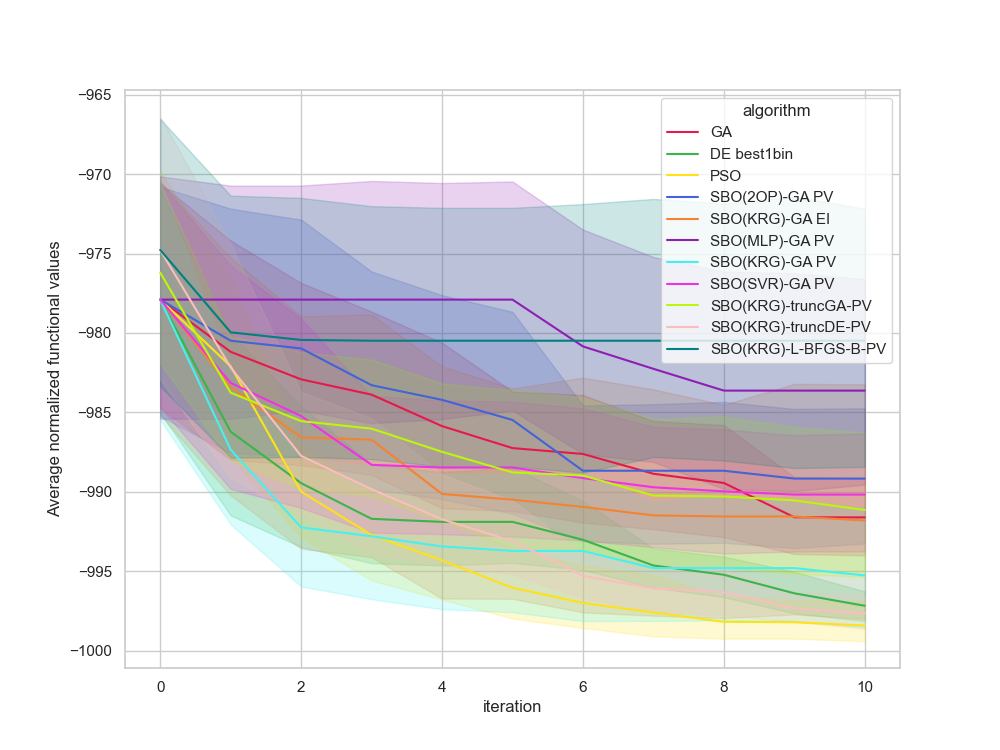 Average normalized functional values
−965
−970
−975
−980
−985
−990
−995
−1000
algorithm
GA
DE best1bin
PSO
SBO(2OP)-GA PV
SBO(KRG)-GA EI
SBO(MLP)-GA PV
SBO(KRG)-GA PV
SBO(SVR)-GA PV
SBO(KRG)-truncGA-PV
SBO(KRG)-truncDE-PV
SBO(KRG)-L-BFGS-B-PV
0 2 4 6 8 10
iteration